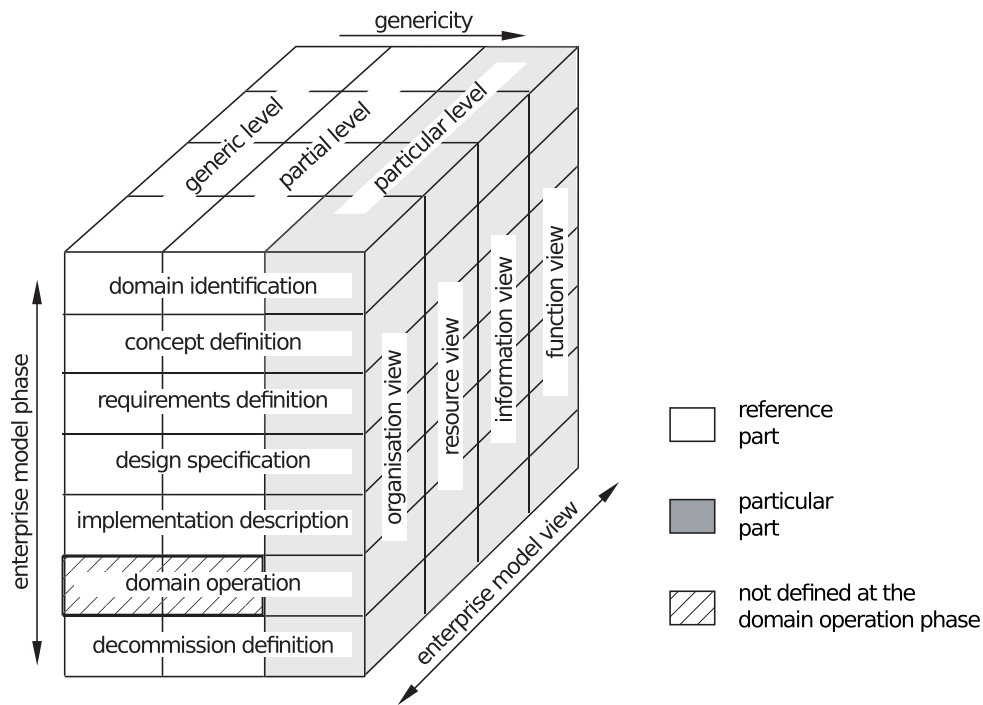 genericity
generic level
partial level
particular level
domain identification
concept definition
requirements definition
design specification
implementation description
domain operation
decommission definition
enterprise model phase
organisation view
resource view
information view
function view
enterprise model view
reference
part
particular
part
not defined at the
domain operation phase